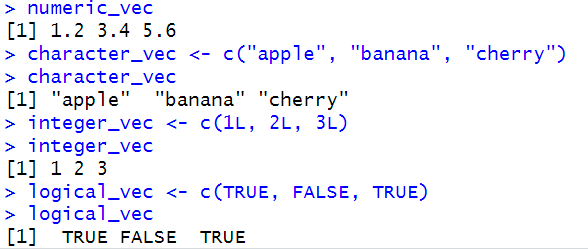 > numeric_vec
[1] 1.2 3.4 5.6
> character_vec <- c("apple", "banana", "cherry")
> character_vec
[1] "apple"  "banana" "cherry"
> integer_vec <- c(1L, 2L, 3L)
> integer_vec
[1] 1 2 3
> logical_vec <- c(TRUE, FALSE, TRUE)
> logical_vec
[1]  TRUE FALSE  TRUE